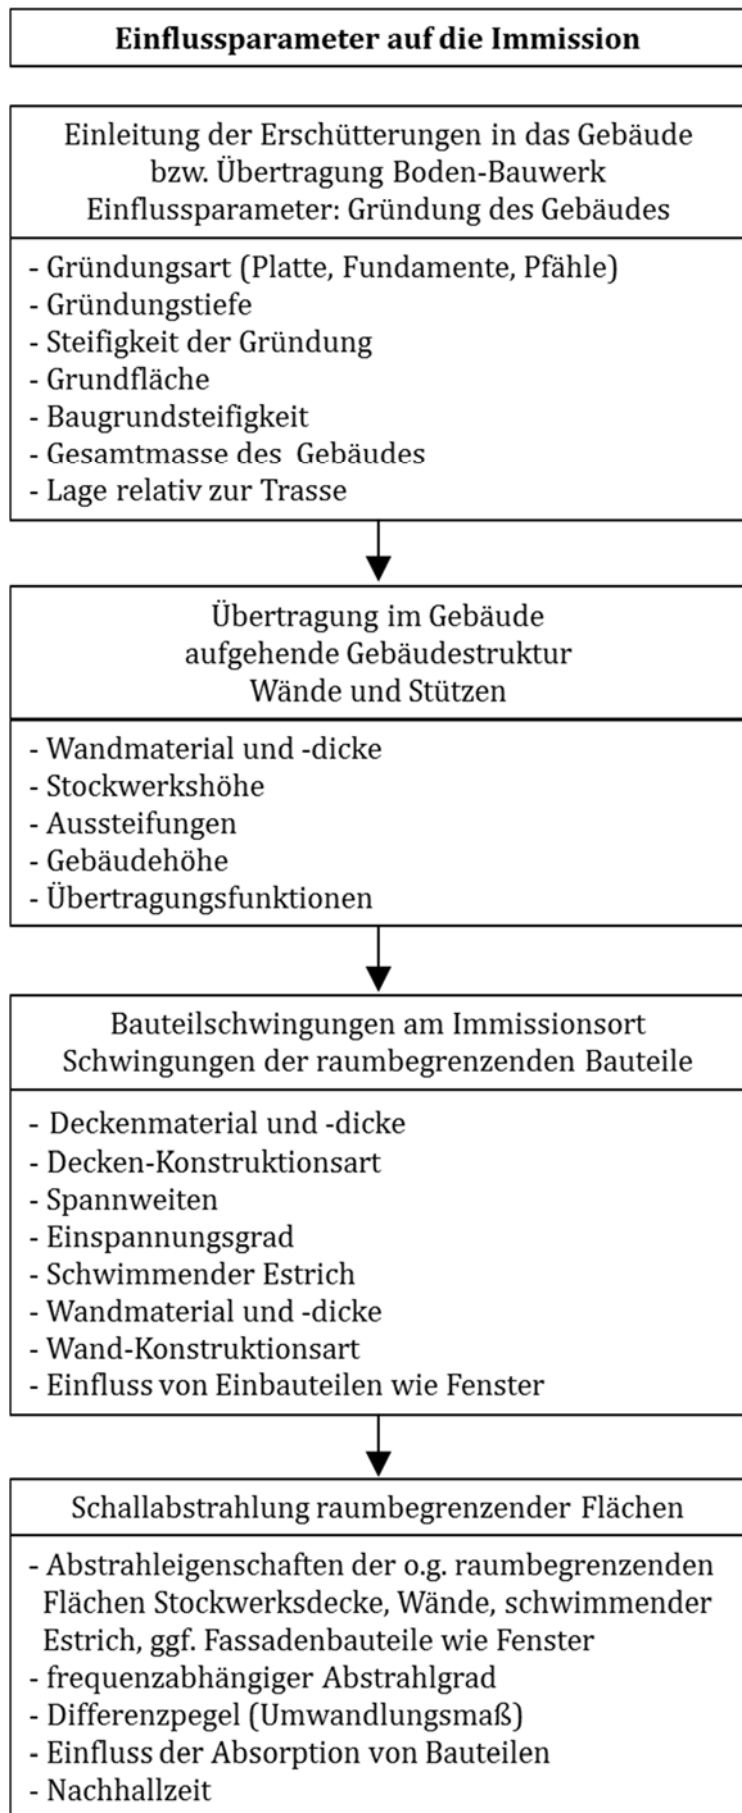 Einflussparameter auf die Immission
Einleitung der Erschütterungen in das Gebäude
bzw. Übertragung Boden-Bauwerk
Einflussparameter: Gründung des Gebäudes
- Gründungsart (Platte, Fundamente, Pfähle)
- Gründungstiefe
- Steifigkeit der Gründung
- Grundfläche
- Baugrundsteifigkeit
- Gesamtmasse des Gebäudes
- Lage relativ zur Trasse
Übertragung im Gebäude
aufgehende Gebäudestruktur
Wände und Stützen
- Wandmaterial und -dicke
- Stockwerkshöhe
- Aussteifungen
- Gebäudehöhe
- Übertragungsfunktionen
Bauteilschwingungen am Immissionsort
Schwingungen der raumbegrenzenden Bauteile
- Deckenmaterial und -dicke
- Decken-Konstruktionsart
- Spannweiten
- Einspannungsgrad
- Schwimmender Estrich
- Wandmaterial und -dicke
- Wand-Konstruktionsart
- Einfluss von Einbauteilen wie Fenster
Schallabstrahlung raumbegrenzender Flächen
- Abstrahleigenschaften der o.g. raumbegrenzenden
Flächen Stockwerksdecke, Wände, schwimmender
Estrich, ggf. Fassadenbauteile wie Fenster
- frequenzabhängiger Abstrahlgrad
- Differenzpegel (Umwandlungsmaß)
- Einfluss der Absorption von Bauteilen
- Nachhallzeit